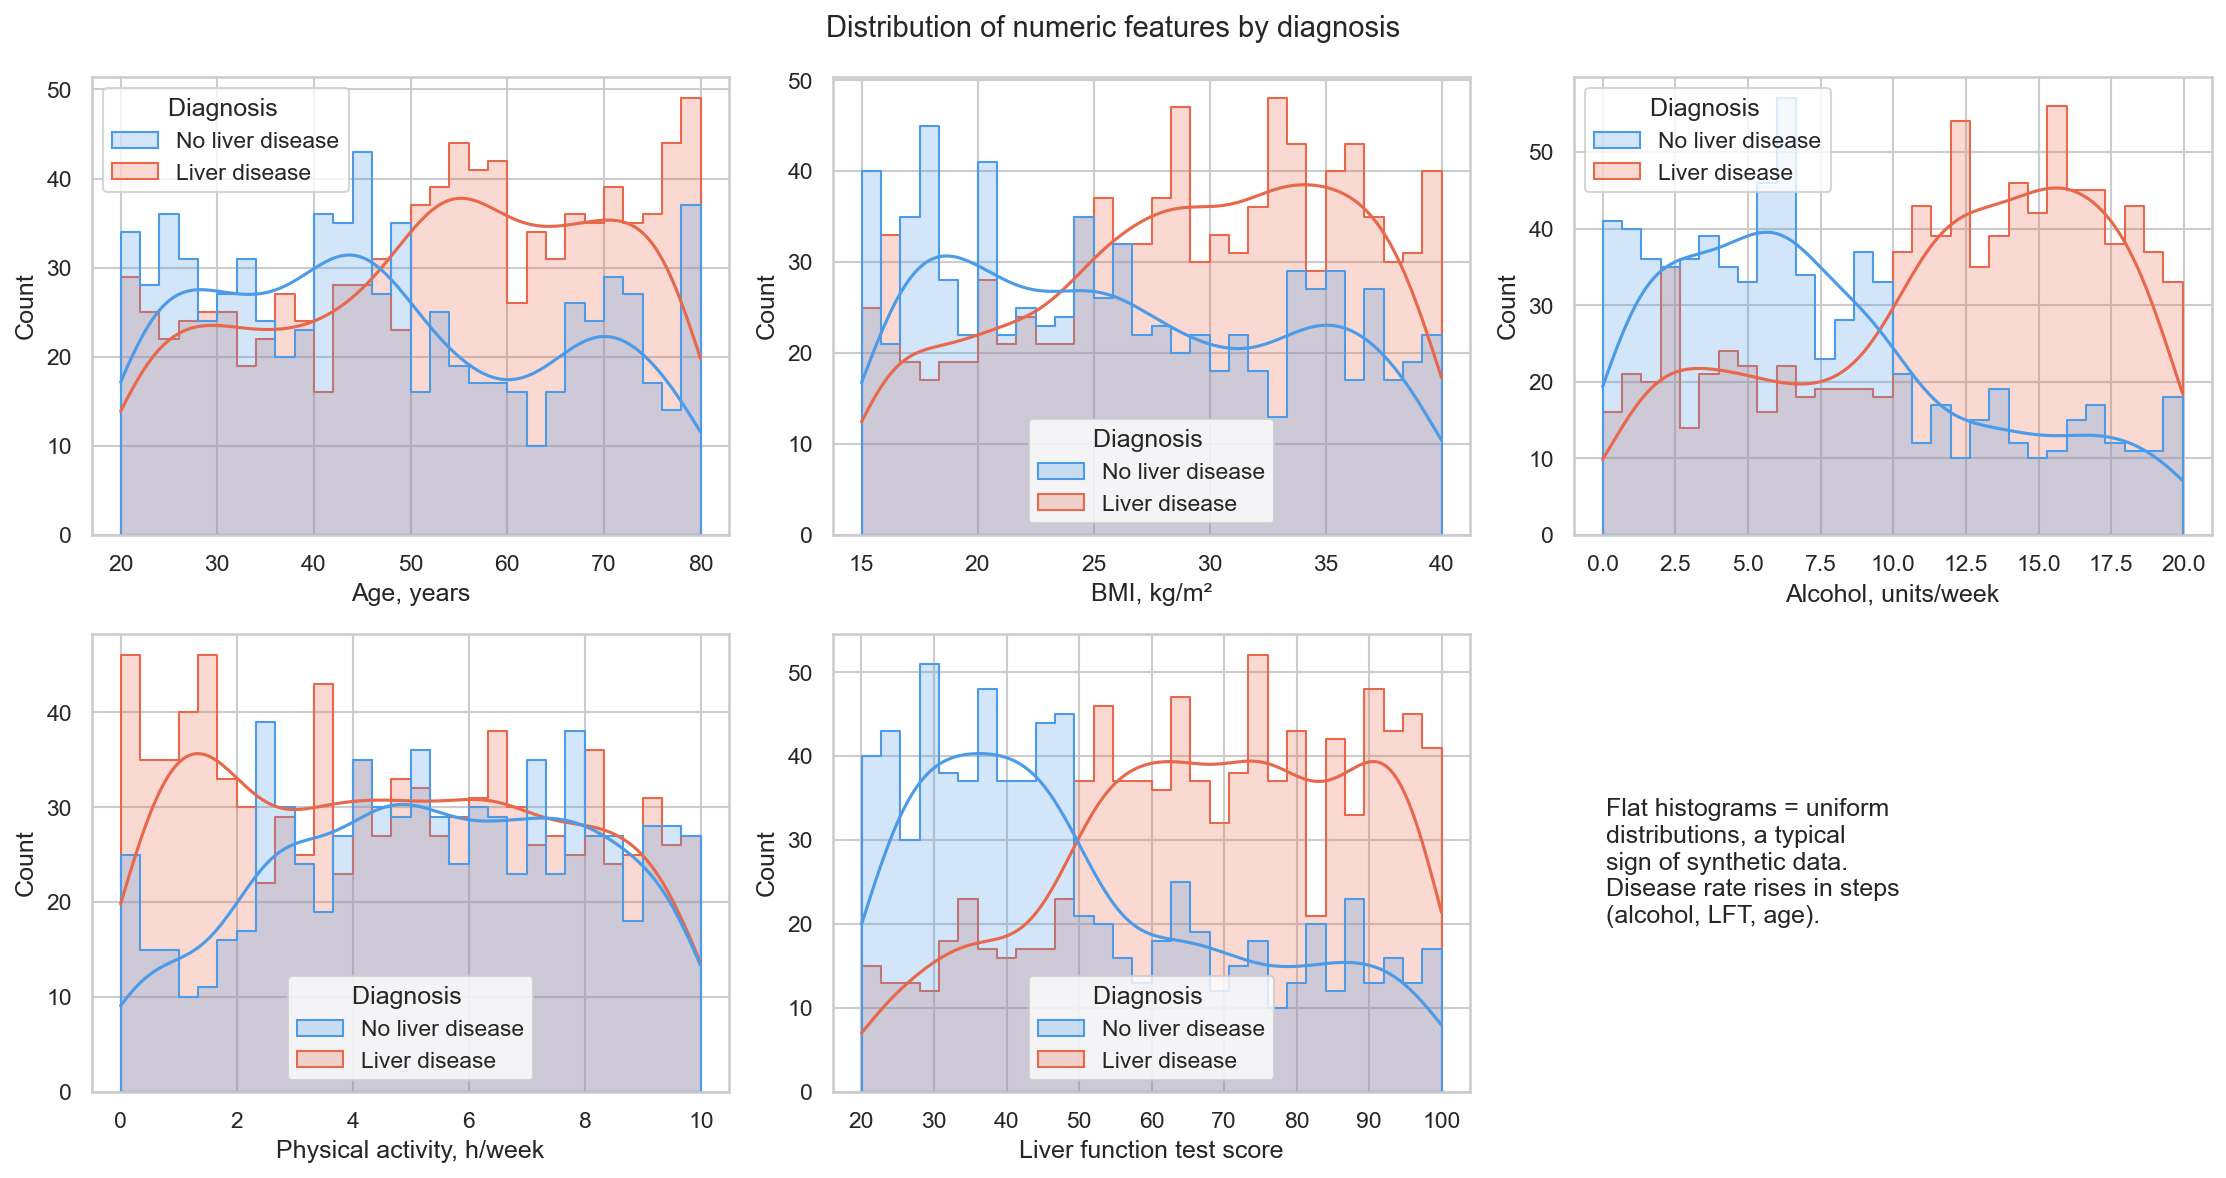 Distribution of numeric features by diagnosis
50
40
30
20
10
0
Count
Diagnosis
No liver disease
Liver disease
20 30 40 50 60 70 80
Age, years
50
40
30
20
10
0
Count
Diagnosis
No liver disease
Liver disease
15 20 25 30 35 40
BMI, kg/m²
50
40
30
20
10
0
Count
Diagnosis
No liver disease
Liver disease
0.0 2.5 5.0 7.5 10.0 12.5 15.0 17.5 20.0
Alcohol, units/week
40
30
20
10
0
Count
Diagnosis
No liver disease
Liver disease
0 2 4 6 8 10
Physical activity, h/week
50
40
30
20
10
0
Count
Diagnosis
No liver disease
Liver disease
20 30 40 50 60 70 80 90 100
Liver function test score
Flat histograms = uniform
distributions, a typical
sign of synthetic data.
Disease rate rises in steps
(alcohol, LFT, age).